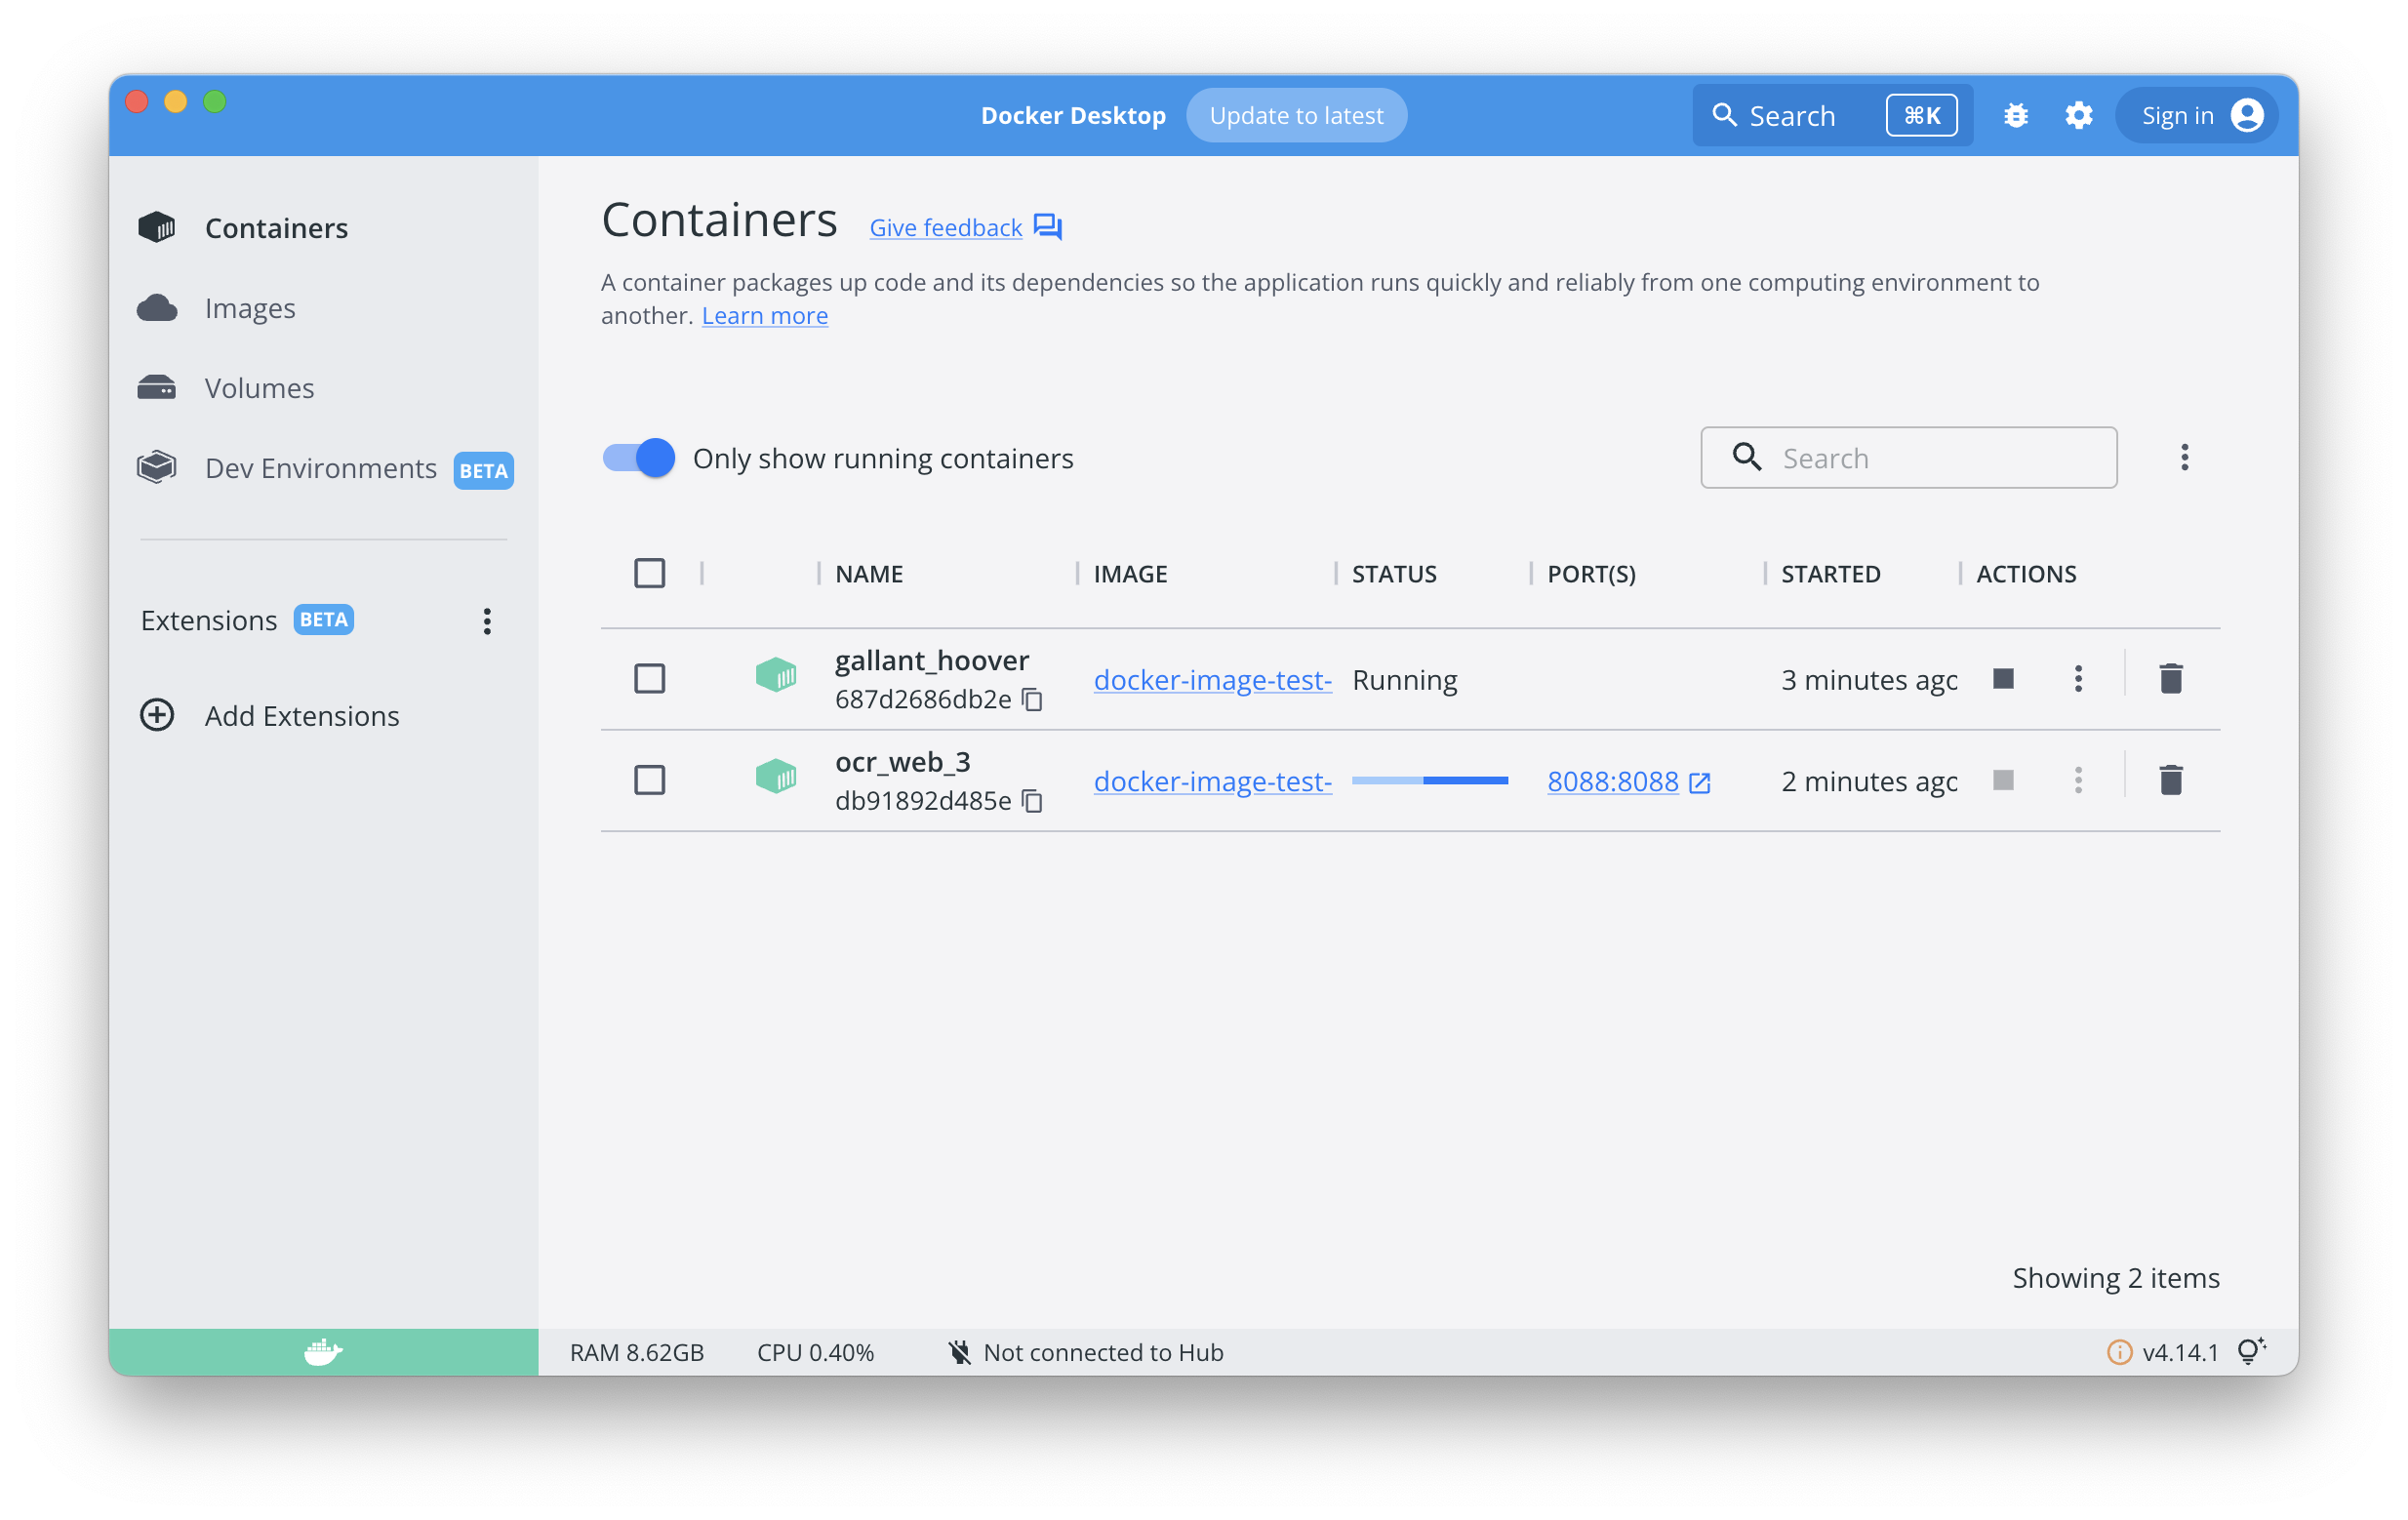 Docker Desktop
Update to latest
Search
⌘K
Sign in
Containers
Images
Volumes
Dev Environments BETA
Extensions BETA
Add Extensions
Containers
Give feedback
A container packages up code and its dependencies so the application runs quickly and reliably from one computing environment to
another. Learn more
Only show running containers
Search
NAME IMAGE STATUS PORT(S) STARTED ACTIONS
gallant_hoover
687d2686db2e
docker-image-test-
Running
3 minutes ago
ocr_web_3
db91892d485e
docker-image-test-
8088:8088
2 minutes ago
Showing 2 items
RAM 8.62GB CPU 0.40% Not connected to Hub
v4.14.1